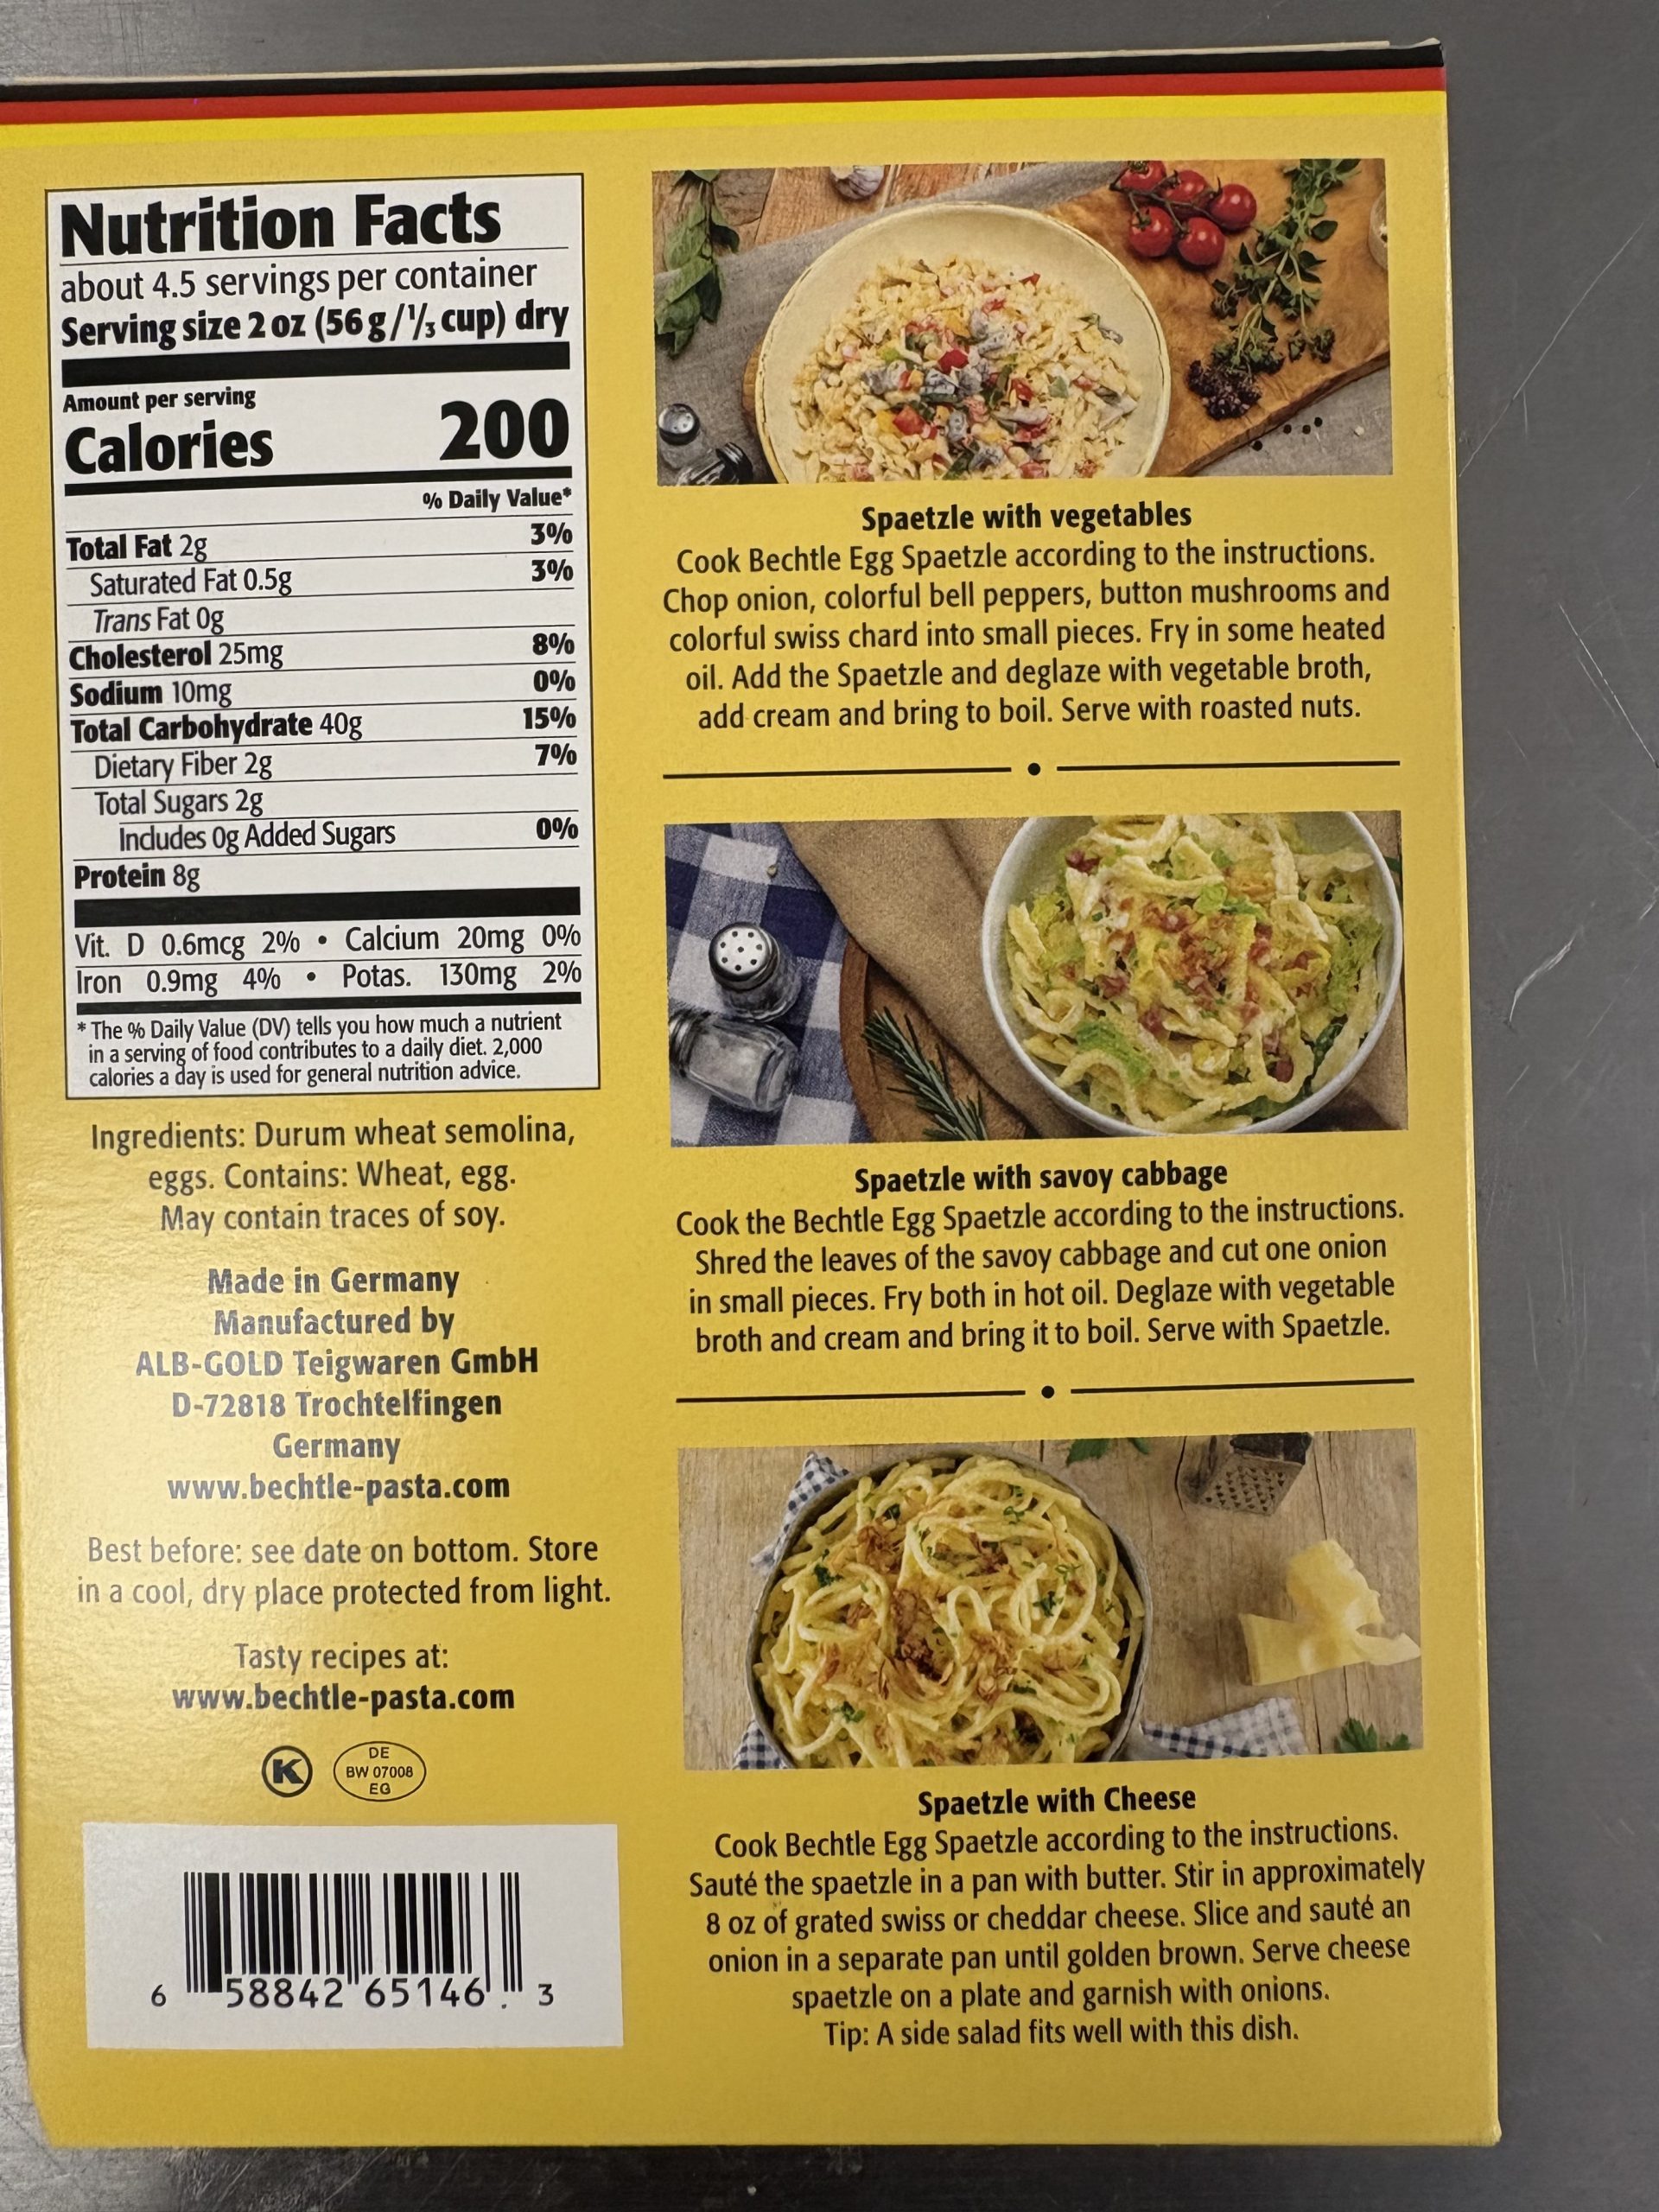 Nutrition Facts
about 4.5 servings per container
Serving size 2 oz (56 g/⅓ cup) dry
Amount per serving
Calories 200
% Daily Value*
Total Fat 2g 3%
Saturated Fat 0.5g 3%
Trans Fat 0g
Cholesterol 25mg 8%
Sodium 10mg 0%
Total Carbohydrate 40g 15%
Dietary Fiber 2g 7%
Total Sugars 2g
Includes 0g Added Sugars 0%
Protein 8g
Vit. D 0.6mcg 2% • Calcium 20mg 0%
Iron 0.9mg 4% • Potas. 130mg 2%
* The % Daily Value (DV) tells you how much a nutrient
in a serving of food contributes to a daily diet. 2,000
calories a day is used for general nutrition advice.
Ingredients: Durum wheat semolina,
eggs. Contains: Wheat, egg.
May contain traces of soy.
Made in Germany
Manufactured by
ALB-GOLD Teigwaren GmbH
D-72818 Trochtelfingen
Germany
www.bechtle-pasta.com
Best before: see date on bottom. Store
in a cool, dry place protected from light.
Tasty recipes at:
www.bechtle-pasta.com
K
DE
BW 07008
EG
6 58842 65146 3
Spaetzle with vegetables
Cook Bechtle Egg Spaetzle according to the instructions.
Chop onion, colorful bell peppers, button mushrooms and
colorful swiss chard into small pieces. Fry in some heated
oil. Add the Spaetzle and deglaze with vegetable broth,
add cream and bring to boil. Serve with roasted nuts.
Spaetzle with savoy cabbage
Cook the Bechtle Egg Spaetzle according to the instructions.
Shred the leaves of the savoy cabbage and cut one onion
in small pieces. Fry both in hot oil. Deglaze with vegetable
broth and cream and bring it to boil. Serve with Spaetzle.
Spaetzle with Cheese
Cook Bechtle Egg Spaetzle according to the instructions.
Sauté the spaetzle in a pan with butter. Stir in approximately
8 oz of grated swiss or cheddar cheese. Slice and sauté an
onion in a separate pan until golden brown. Serve cheese
spaetzle on a plate and garnish with onions.
Tip: A side salad fits well with this dish.